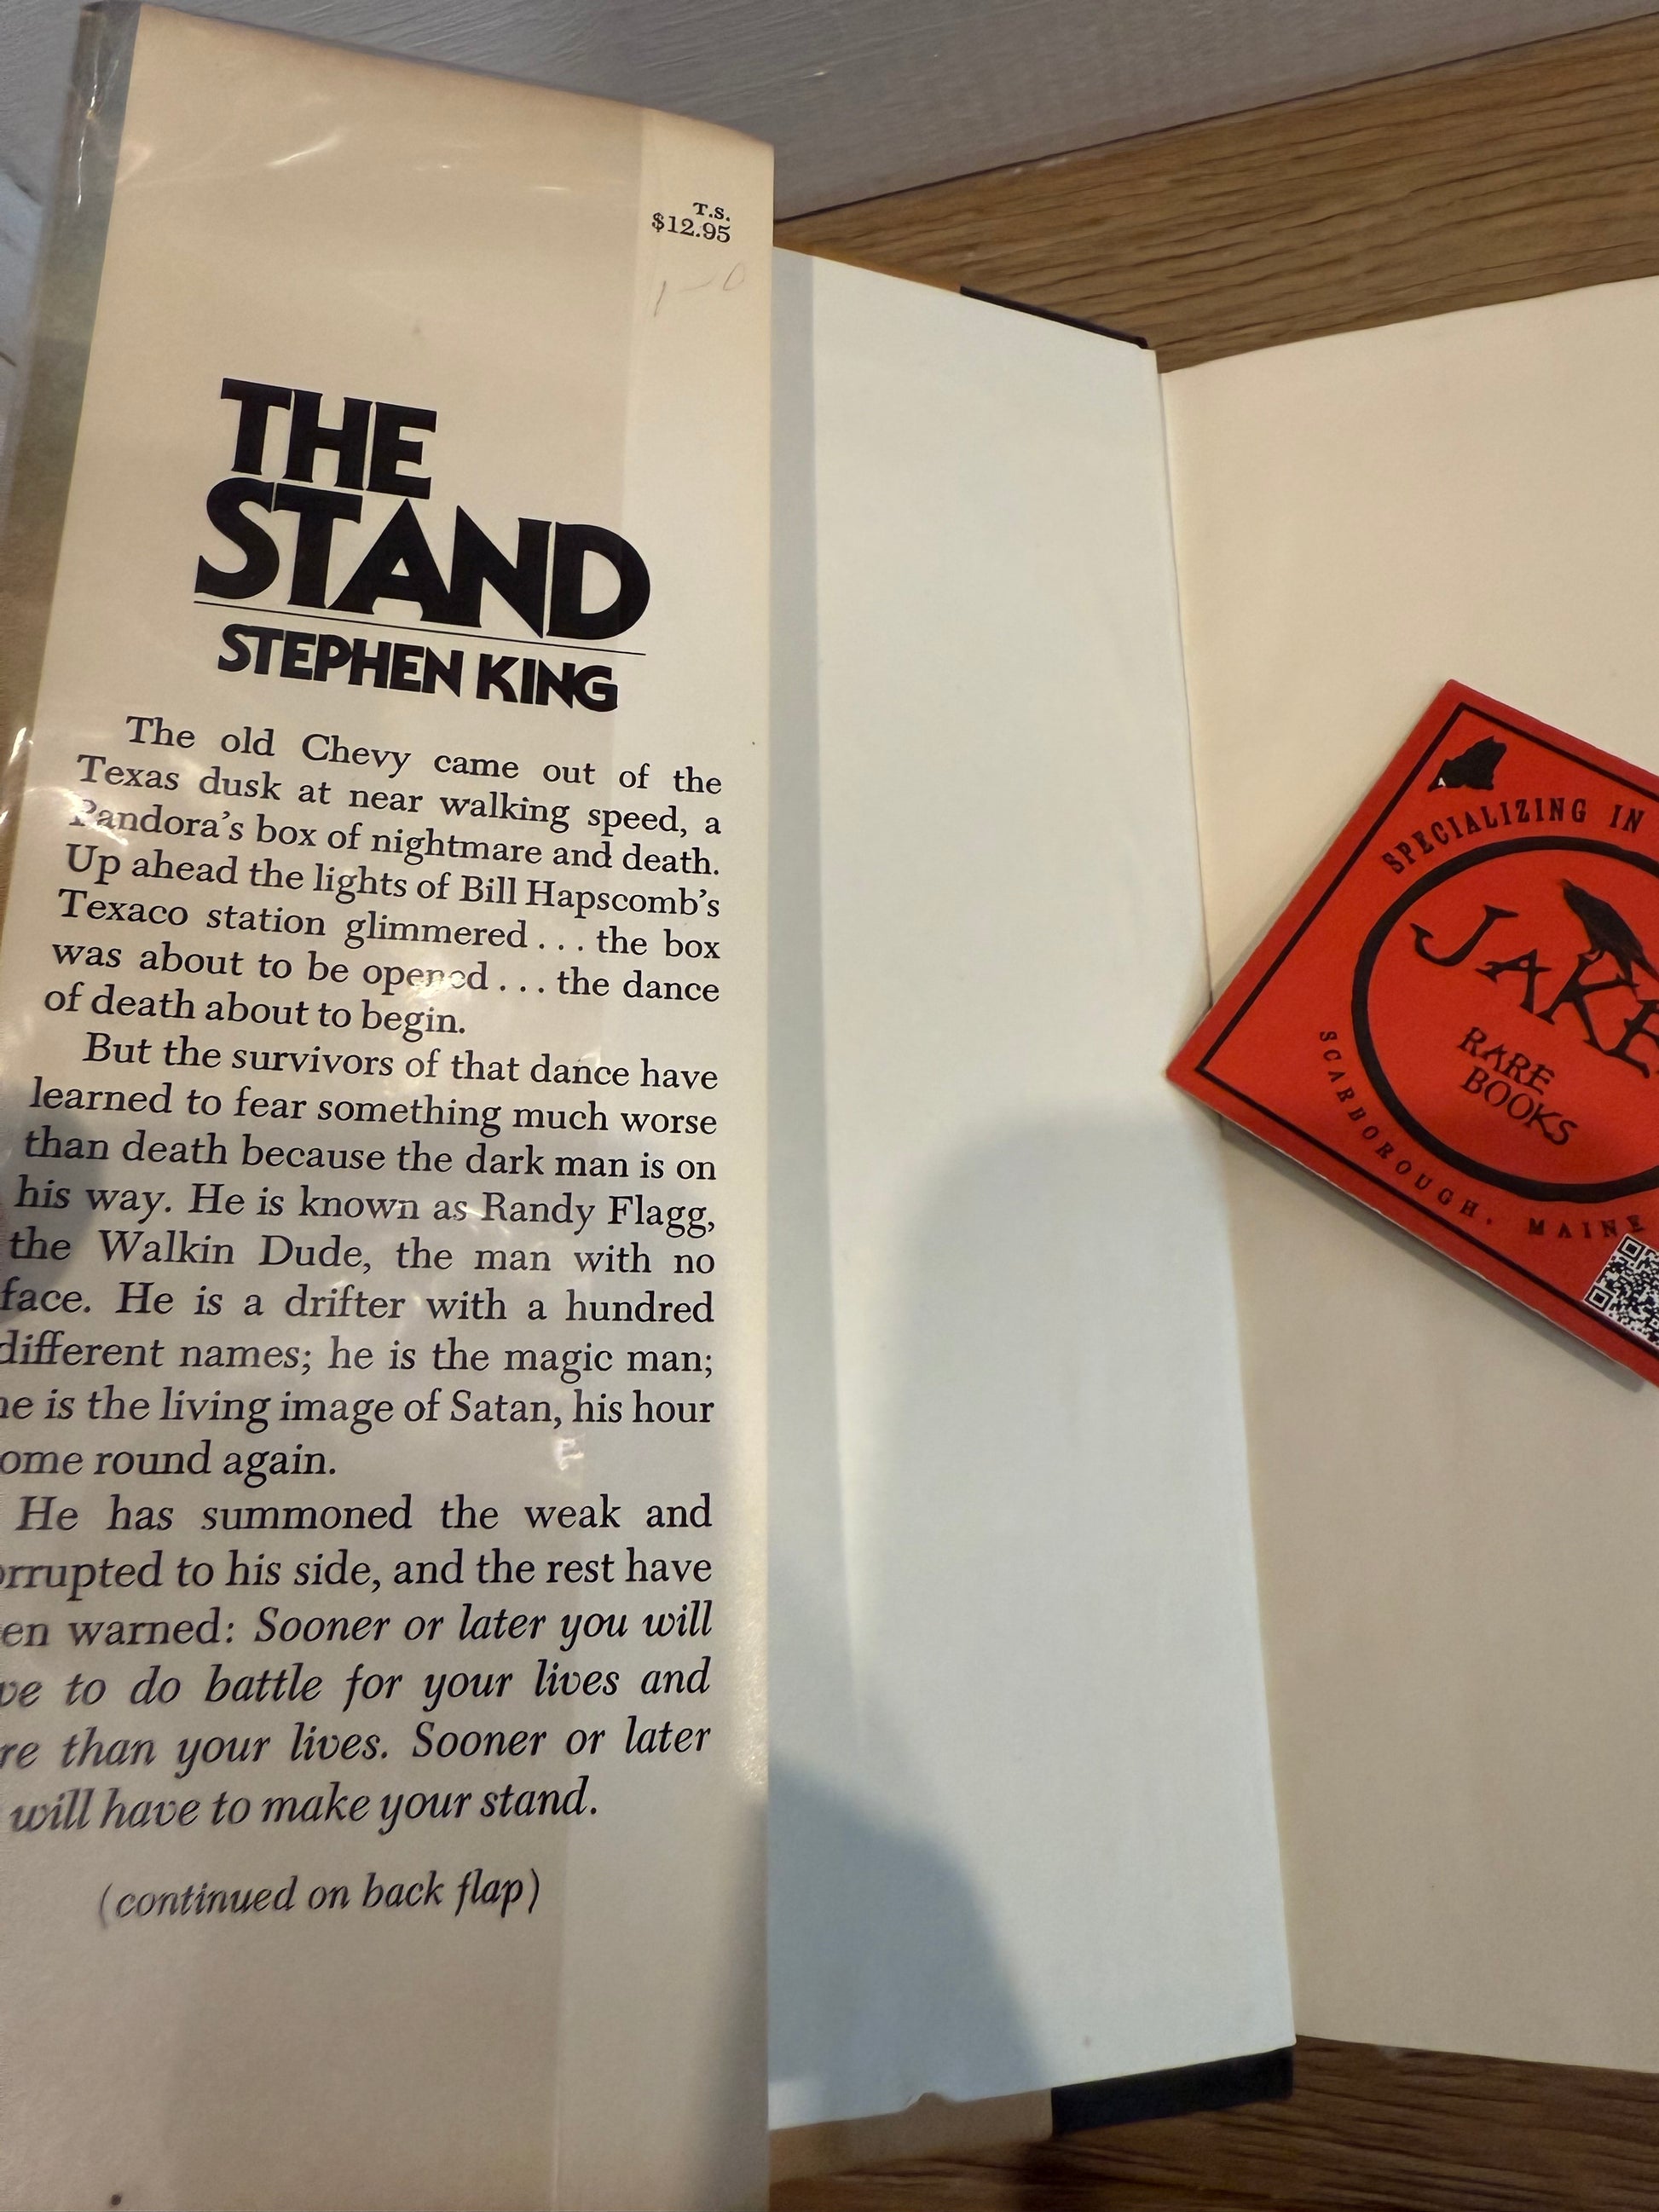 T.S.
$12.95
THE
STAND
STEPHEN KING
The old Chevy came out of the
Texas dusk at near walking speed, a
Pandora's box of nightmare and death.
Up ahead the lights of Bill Hapscomb's
Texaco station glimmered . . . the box
was about to be opened . . . the dance
of death about to begin.
But the survivors of that dance have
learned to fear something much worse
than death because the dark man is on
his way. He is known as Randy Flagg,
the Walkin Dude, the man with no
face. He is a drifter with a hundred
different names; he is the magic man;
he is the living image of Satan, his hour
ome round again.
He has summoned the weak and
orrupted to his side, and the rest have
en warned: Sooner or later you will
ve to do battle for your lives and
re than your lives. Sooner or later
will have to make your stand.
(continued on back flap)
SPECIALIZING IN
JAKE
RARE
BOOKS
SCARBOROUGH, MAINE